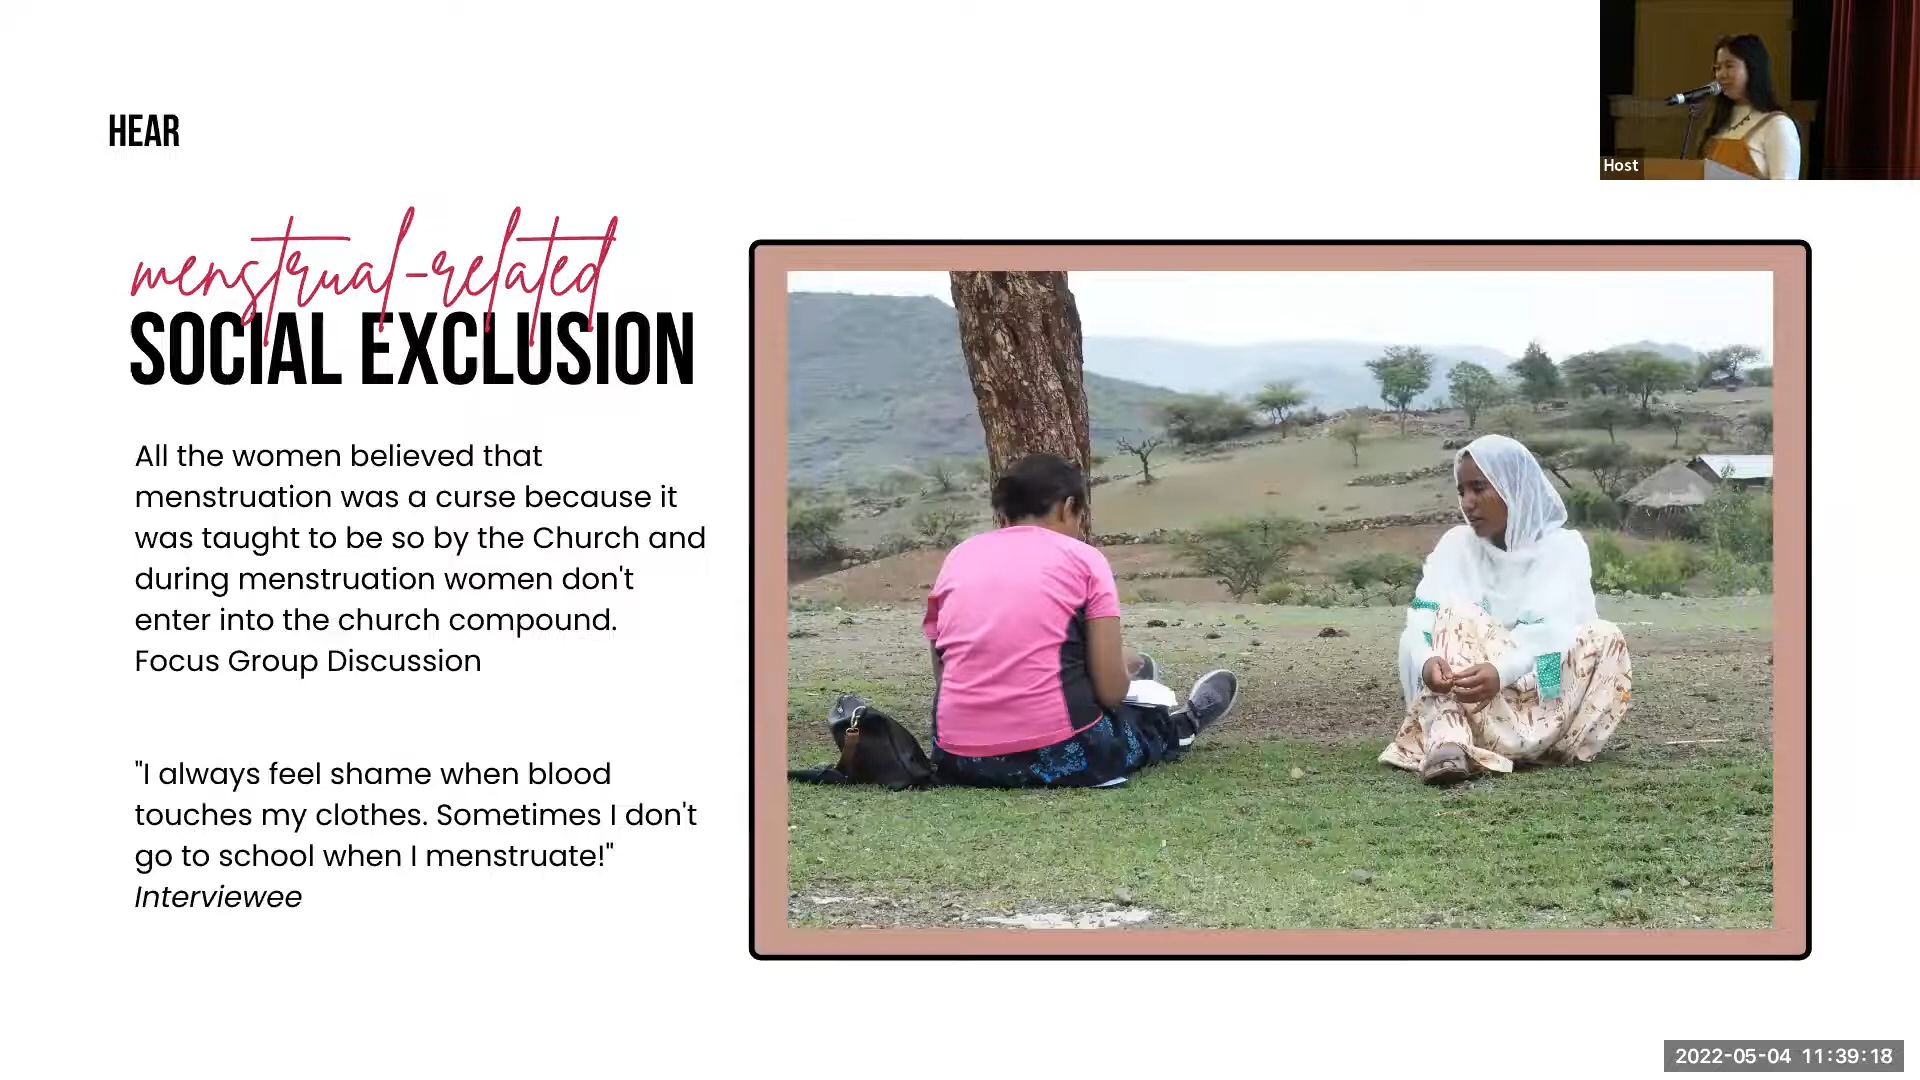 HEAR
Host
menstrual-related
SOCIAL EXCLUSION
All the women believed that
menstruation was a curse because it
was taught to be so by the Church and
during menstruation women don't
enter into the church compound.
Focus Group Discussion
"I always feel shame when blood
touches my clothes. Sometimes I don't
go to school when I menstruate!"
Interviewee
2022-05-04 11:39:18